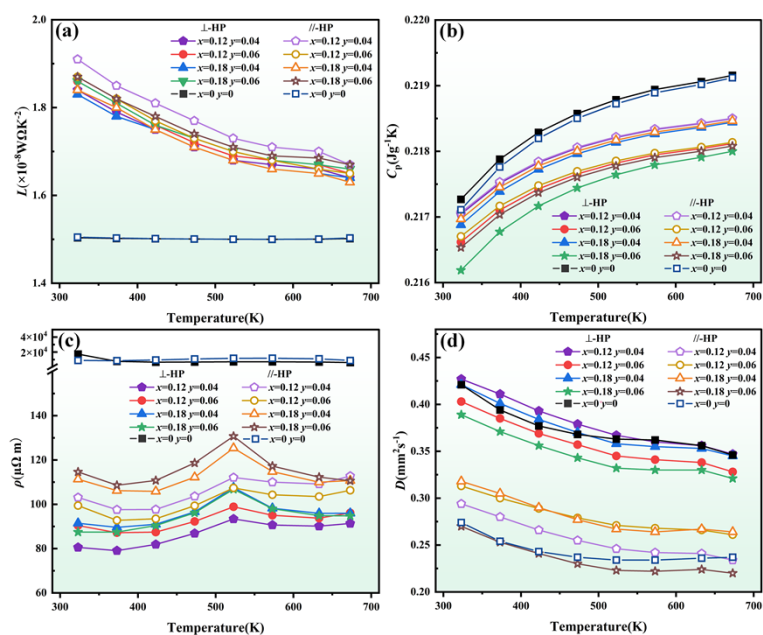 (a)
⊥-HP //-HP
x=0.12 y=0.04 x=0.12 y=0.04
x=0.12 y=0.06 x=0.12 y=0.06
x=0.18 y=0.04 x=0.18 y=0.04
x=0.18 y=0.06 x=0.18 y=0.06
x=0 y=0 x=0 y=0
2.0
1.8
1.6
1.4
L(×10⁻⁸WΩK⁻²)
300 400 500 600 700
Temperature(K)
(b)
0.219
0.218
0.217
0.216
Cₚ(Jg⁻¹K)
⊥-HP //-HP
x=0.12 y=0.04 x=0.12 y=0.04
x=0.12 y=0.06 x=0.12 y=0.06
x=0.18 y=0.04 x=0.18 y=0.04
x=0.18 y=0.06 x=0.18 y=0.06
x=0 y=0 x=0 y=0
300 400 500 600 700
Temperature(K)
(c)
4×10⁴
2×10⁴
⊥-HP //-HP
x=0.12 y=0.04 x=0.12 y=0.04
x=0.12 y=0.06 x=0.12 y=0.06
x=0.18 y=0.04 x=0.18 y=0.04
x=0.18 y=0.06 x=0.18 y=0.06
x=0 y=0 x=0 y=0
140
120
100
80
60
ρ(μΩ m)
300 400 500 600 700
Temperature(K)
(d)
⊥-HP //-HP
x=0.12 y=0.04 x=0.12 y=0.04
x=0.12 y=0.06 x=0.12 y=0.06
x=0.18 y=0.04 x=0.18 y=0.04
x=0.18 y=0.06 x=0.18 y=0.06
x=0 y=0 x=0 y=0
0.45
0.40
0.35
0.30
0.25
0.20
D(mm²s⁻¹)
300 400 500 600 700
Temperature(K)